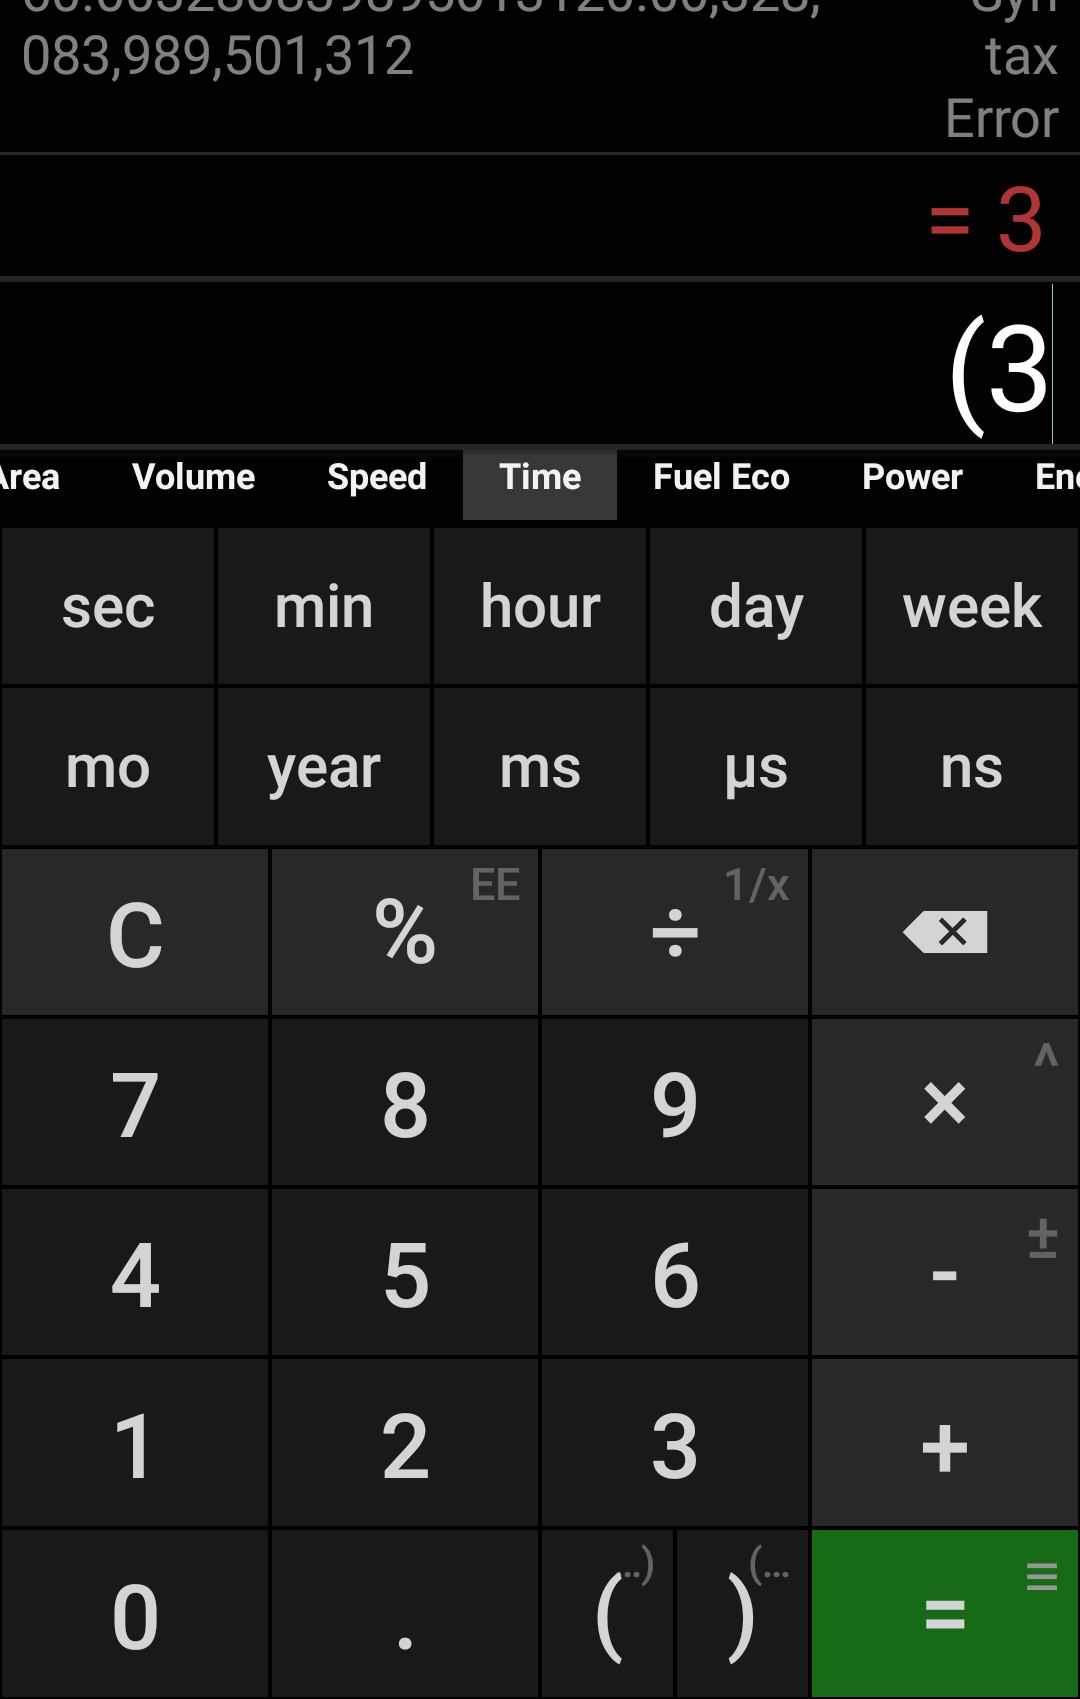 083,989,501,312
tax
Error
= 3
(3
Area Volume Speed Time Fuel Eco Power
sec min hour day week
mo year ms µs ns
C % EE ÷ 1/x
7 8 9 × ^
4 5 6 - ±
1 2 3 +
0 . ( ..) ) (... = ≡